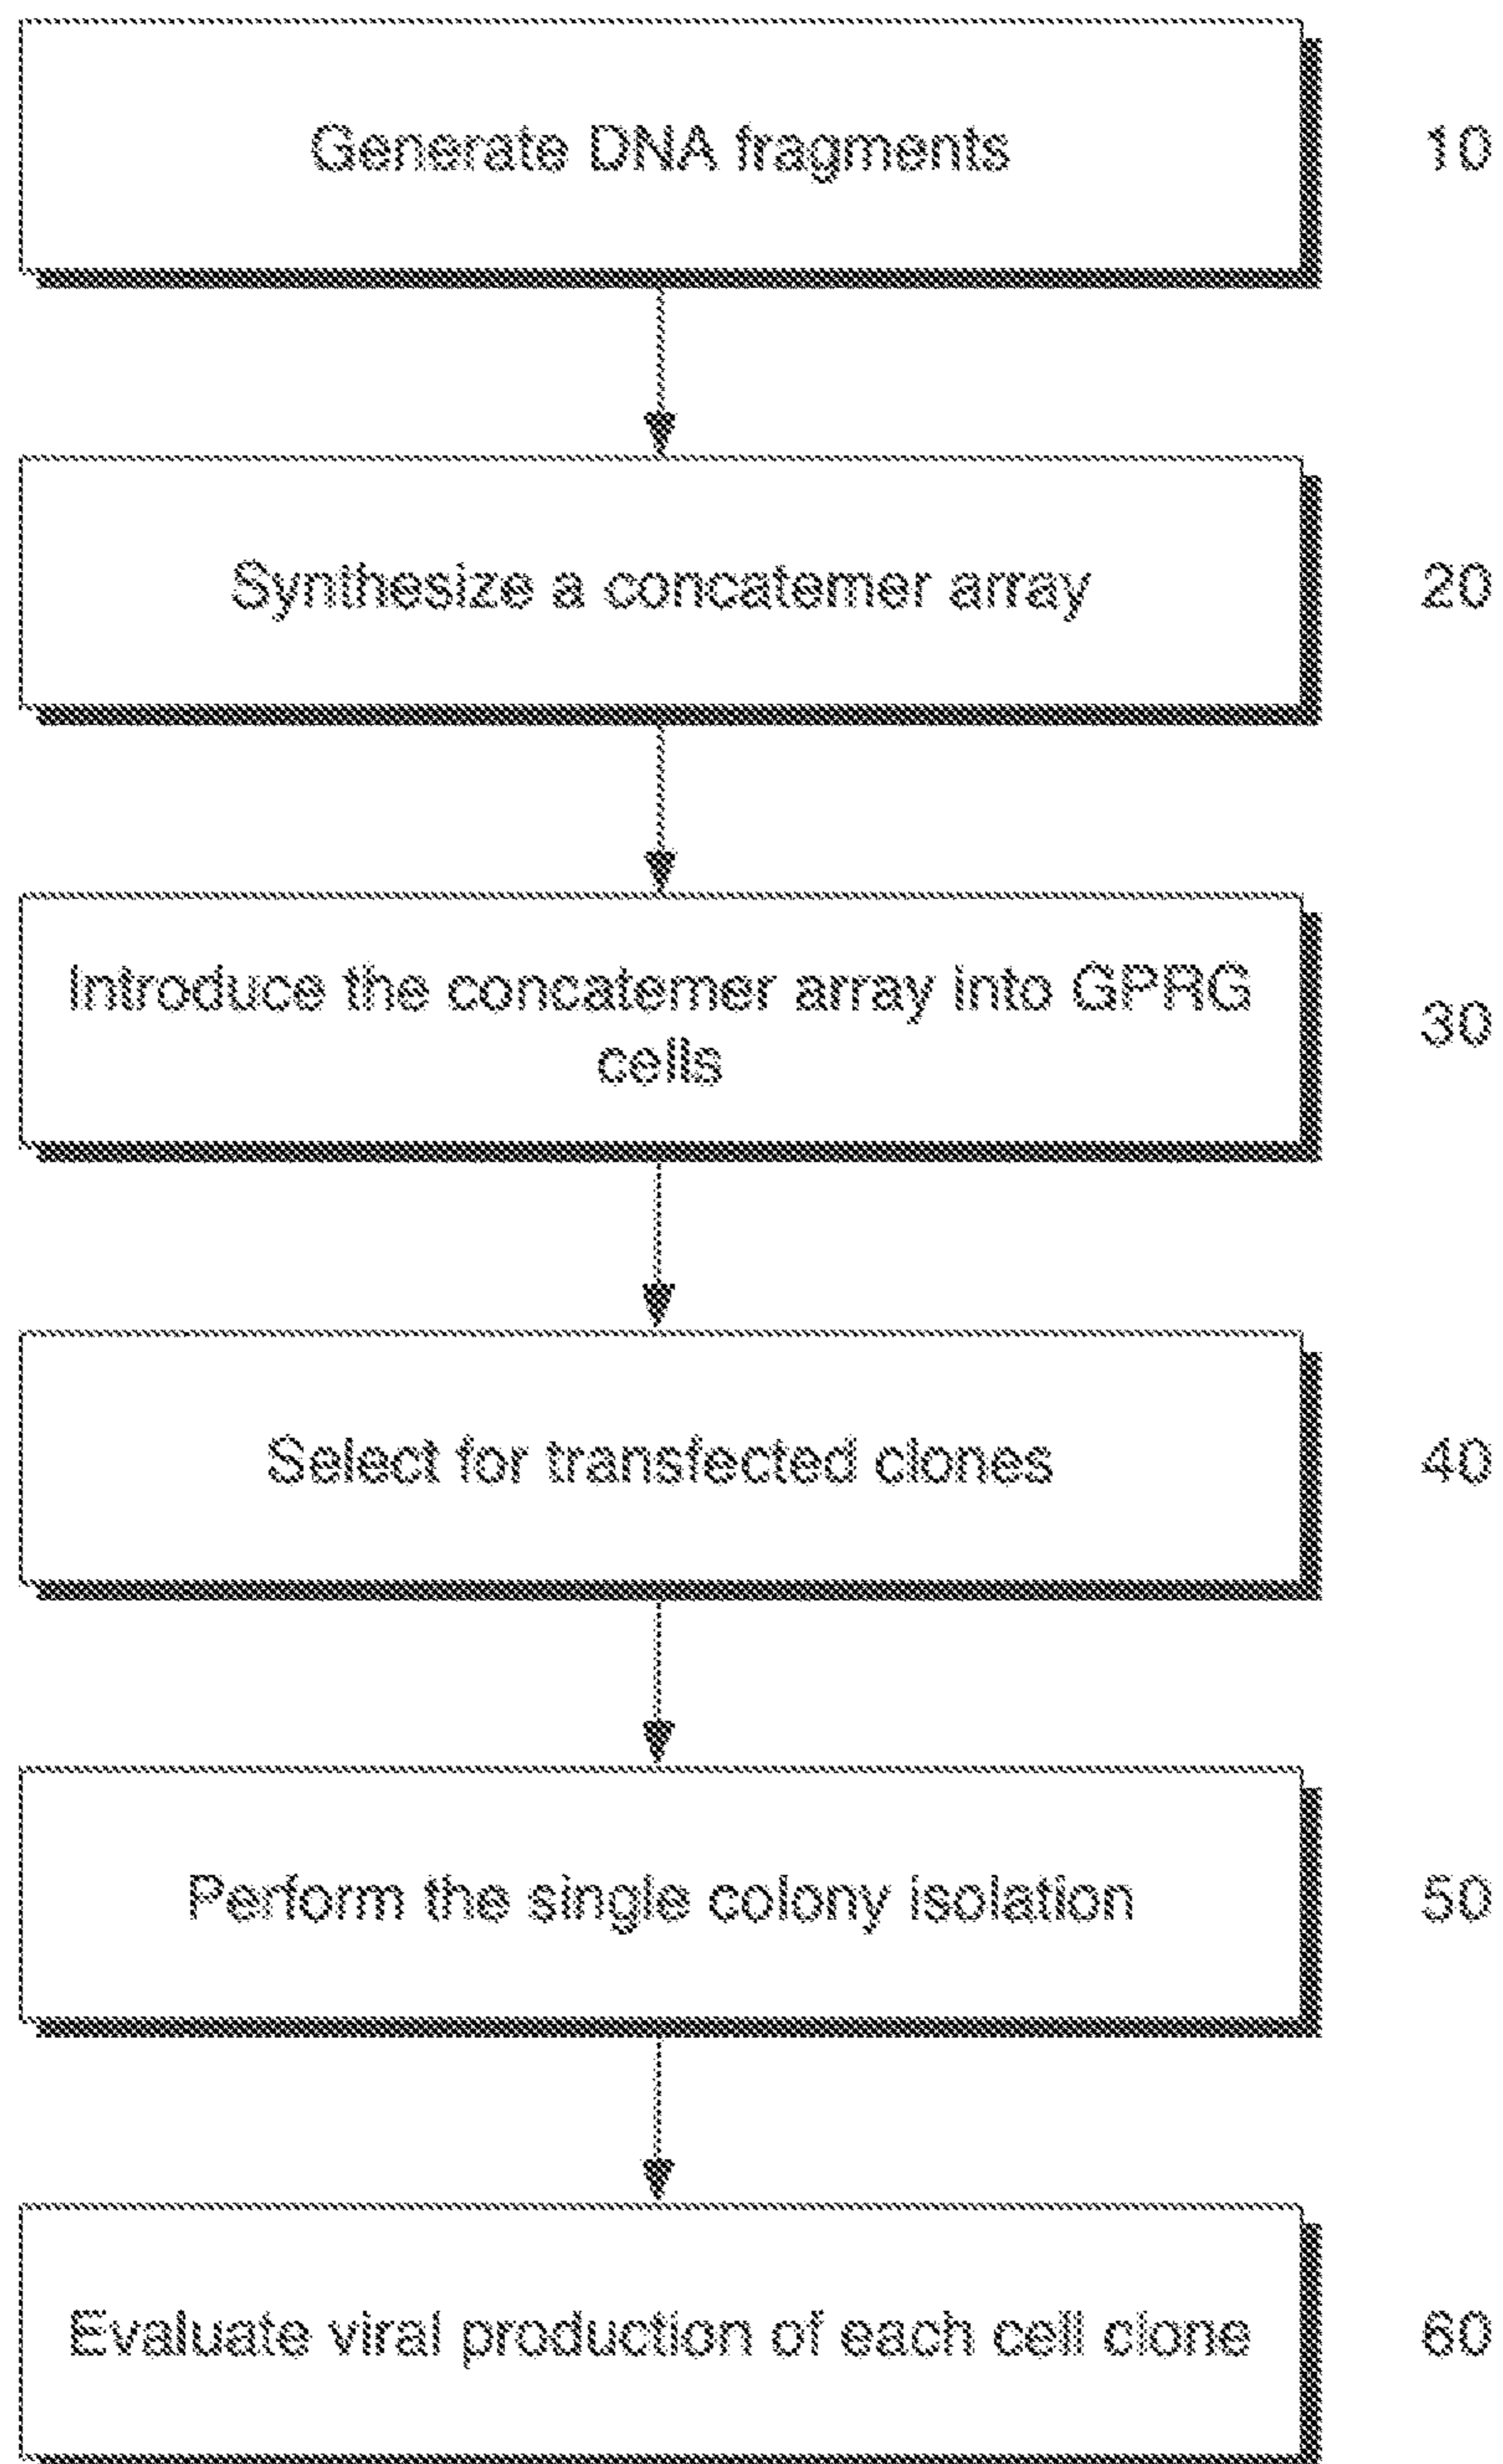 Generate DNA fragments
10
Synthesize a concatemer array
20
Introduce the concatemer array into GPRG
cells
30
Select for transfected clones
40
Perform the single colony isolation
50
Evaluate viral production of each cell clone
60